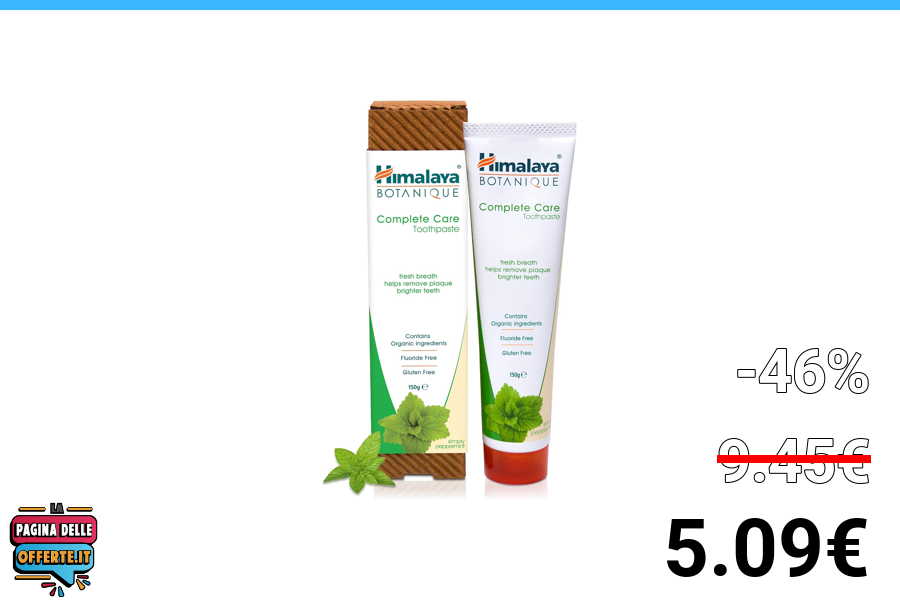 Himalaya®
BOTANIQUE
Complete Care
Toothpaste
fresh breath
helps remove plaque
brighter teeth
Contains
Organic ingredients
Fluoride Free
Gluten Free
150g ℮
simply
peppermint
Himalaya®
BOTANIQUE
Complete Care
Toothpaste
fresh breath
helps remove plaque
brighter teeth
Contains
Organic ingredients
Fluoride Free
Gluten Free
150g ℮
simply
peppermint
-46%
9.45€
5.09€
LA
PAGINA DELLE
OFFERTE.IT